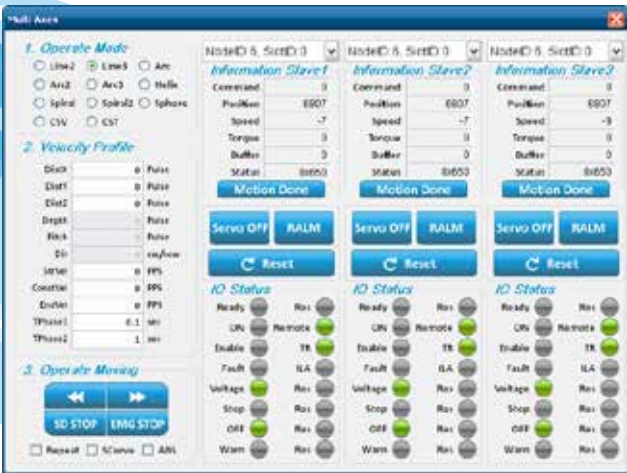 Multi Axes
1. Operate Mode
Line2 Line3 Arc
Arc2 Arc3 Helix
Spiral Spiral2 Sphere
CSV CST
2. Velocity Profile
Dist0 0 Pulse
Dist1 0 Pulse
Dist2 0 Pulse
Depth Pulse
Pitch Pulse
Dir cw/ccw
StrVel 0 PPS
ConstVel 0 PPS
EndVel 0 PPS
TPhase1 0.1 sec
TPhase2 1 sec
3. Operate Moving
SD STOP EMG STOP
Repeat SCurve ABS
NodeID: 6, SlotID: 0
Information Slave1
Command 0
Position 6807
Speed -7
Torque 0
Buffer 0
Status 0x650
Motion Done
Servo OFF RALM
Reset
IO Status
Ready Res
ON Remote
Enable TR
Fault ILA
Voltage Res
Stop Res
OFF Res
Warn Res
NodeID: 6, SlotID: 0
Information Slave2
Command 0
Position 6807
Speed -7
Torque 0
Buffer 0
Status 0x650
Motion Done
Servo OFF RALM
Reset
IO Status
Ready Res
ON Remote
Enable TR
Fault ILA
Voltage Res
Stop Res
OFF Res
Warn Res
NodeID: 6, SlotID: 0
Information Slave3
Command 0
Position 6807
Speed
Torque 0
Buffer 0
Status 0x650
Motion Done
Servo OFF RALM
Reset
IO Status
Ready Res
ON Remote
Enable TR
Fault ILA
Voltage Res
Stop Res
OFF Res
Warn Res